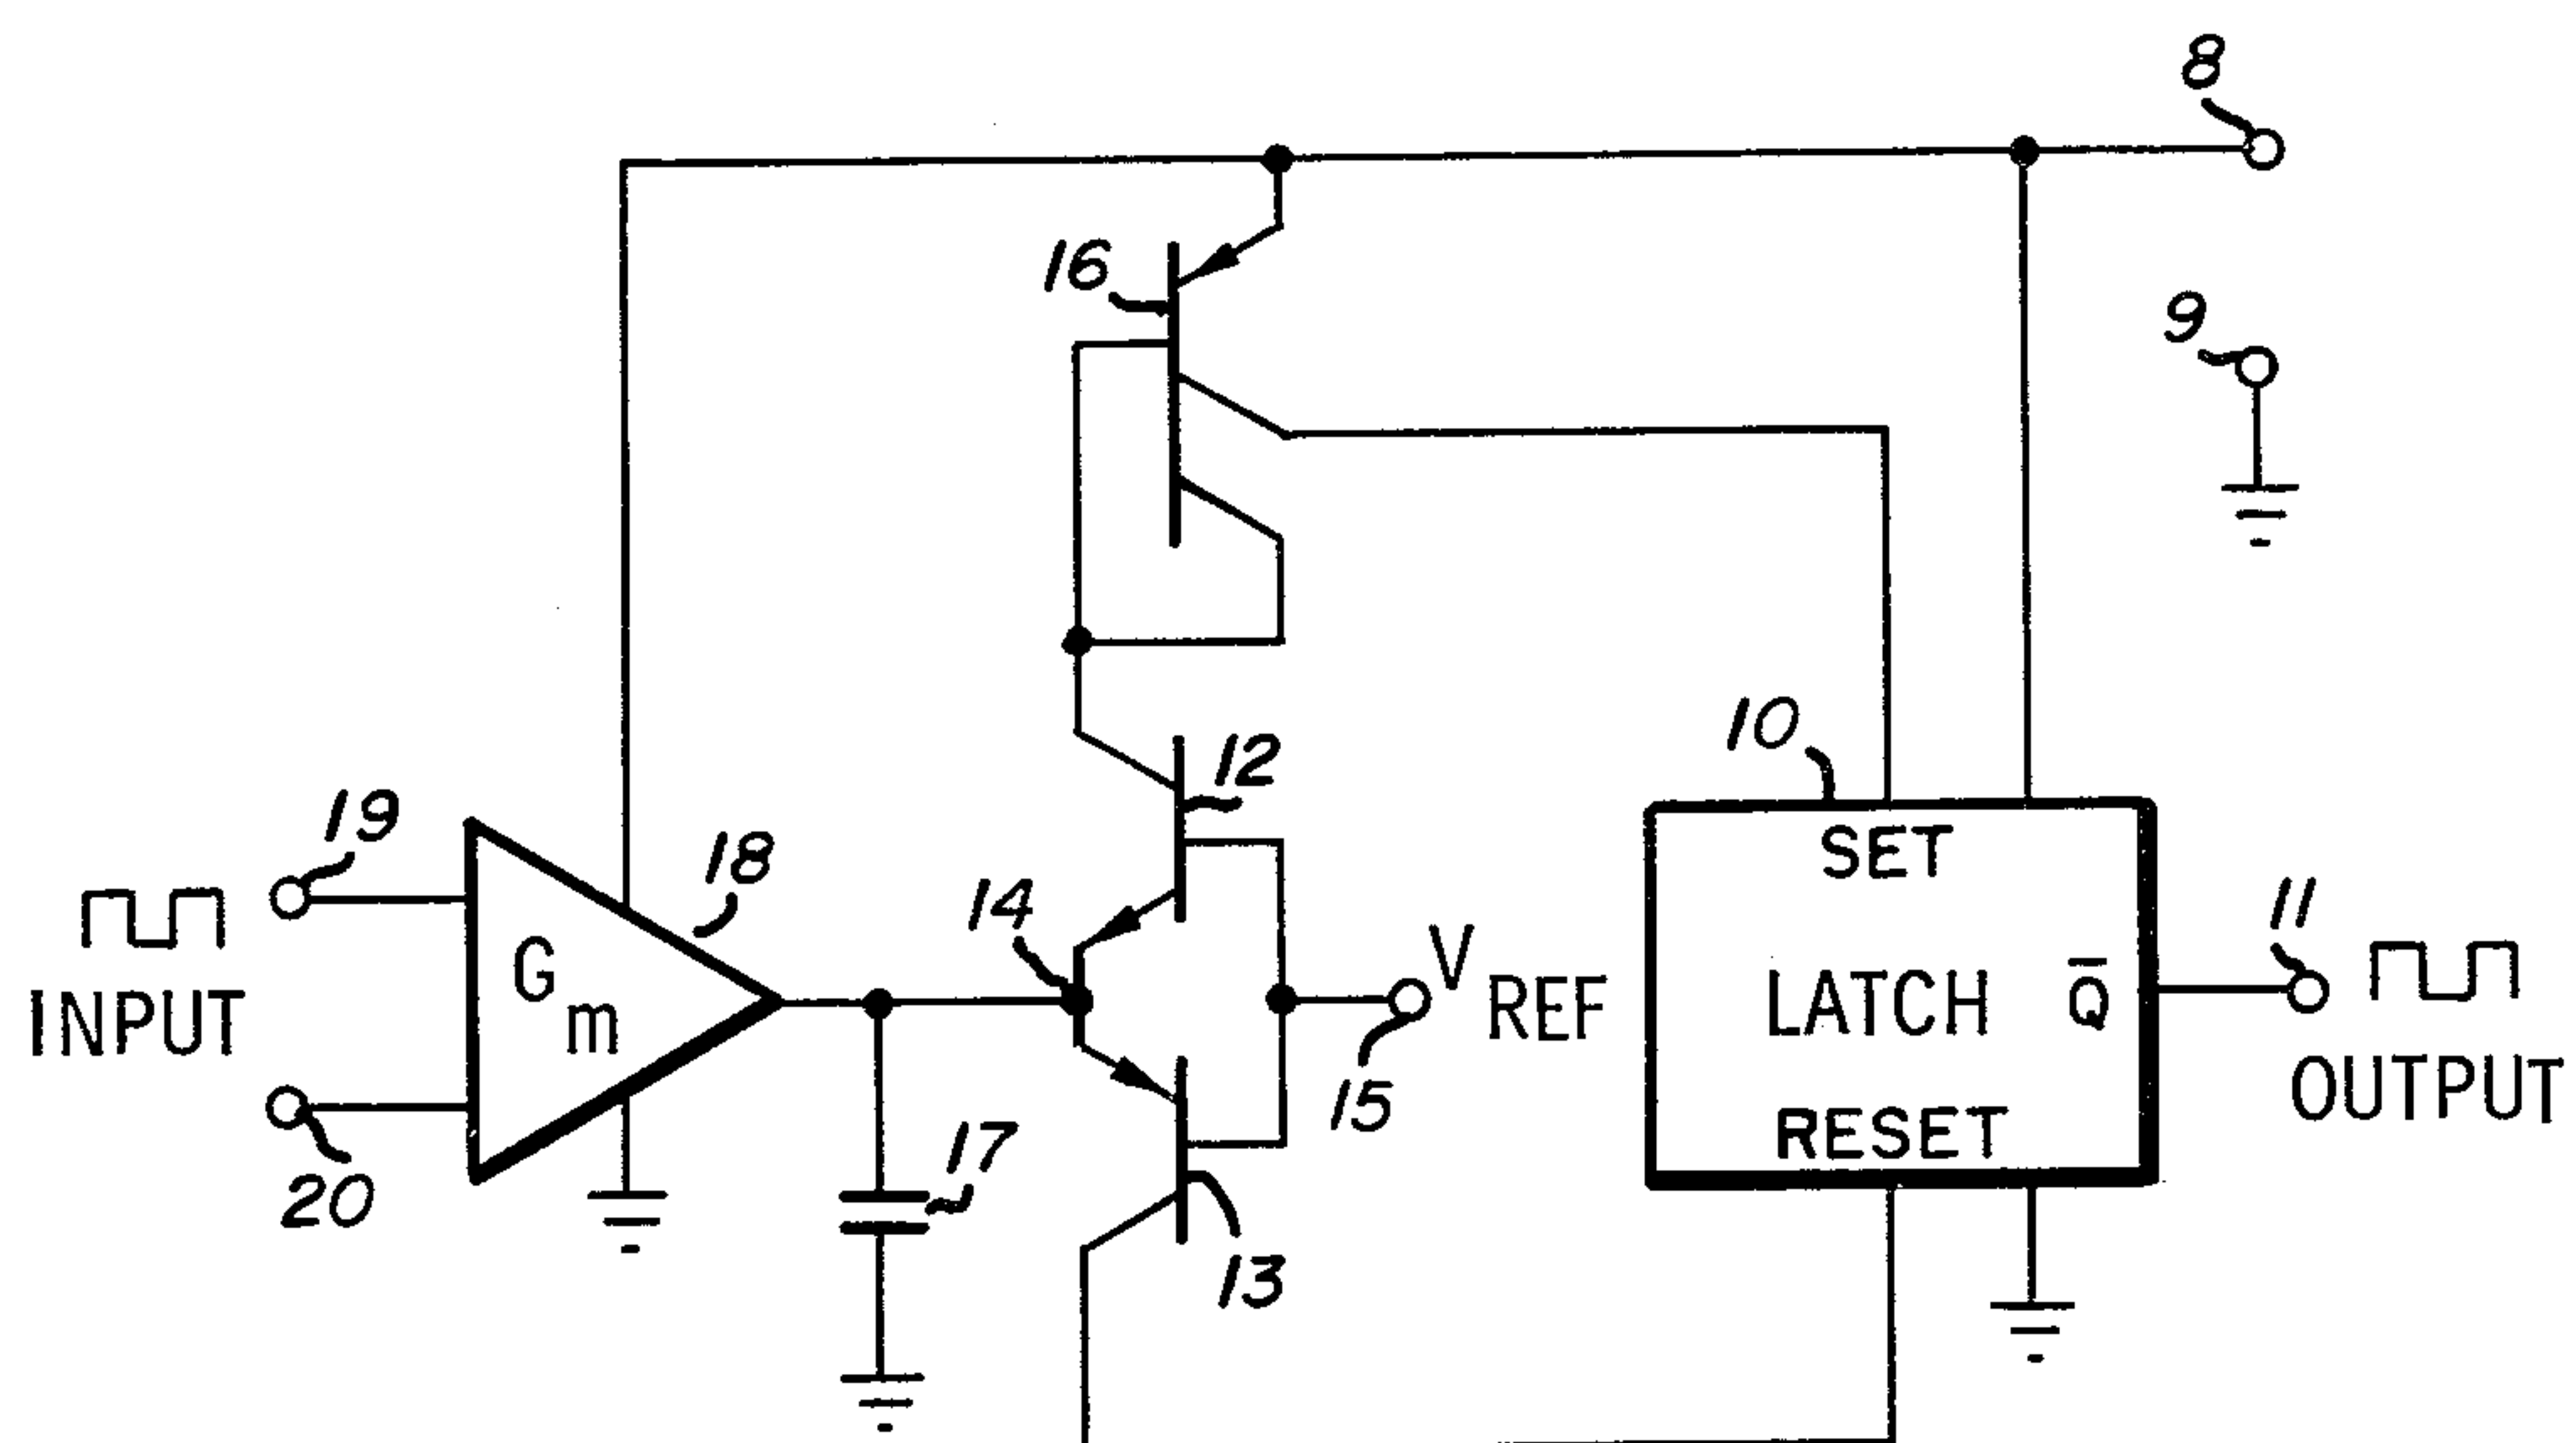 8
16
9
10
12
19
18
SET
14
11
V REF
G m
LATCH Q̅
INPUT
15
OUTPUT
RESET
17
20
13